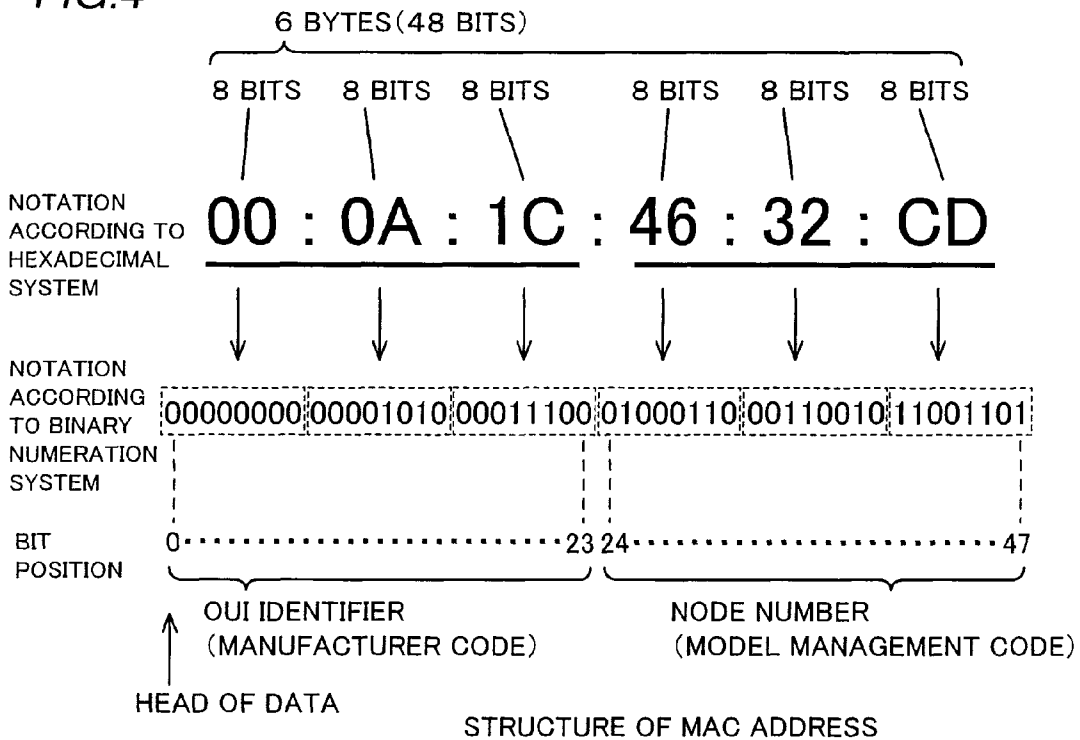 FIG.4
6 BYTES(48 BITS)
8 BITS 8 BITS 8 BITS 8 BITS 8 BITS 8 BITS
NOTATION
ACCORDING TO
HEXADECIMAL
SYSTEM
00 : 0A : 1C : 46 : 32 : CD
NOTATION
ACCORDING
TO BINARY
NUMERATION
SYSTEM
00000000 00001010 00011100 01000110 00110010 11001101
BIT
POSITION
0 23 24 47
OUI IDENTIFIER
(MANUFACTURER CODE)
NODE NUMBER
(MODEL MANAGEMENT CODE)
HEAD OF DATA
STRUCTURE OF MAC ADDRESS